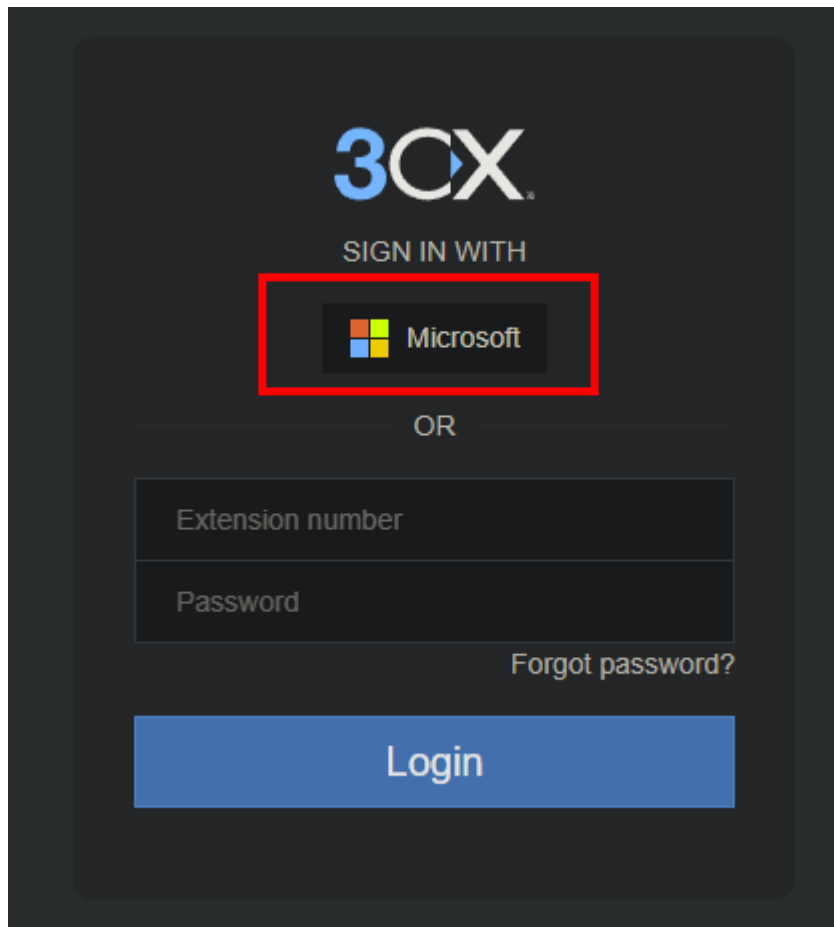 3CX
SIGN IN WITH
Microsoft
OR
Extension number
Password
Forgot password?
Login